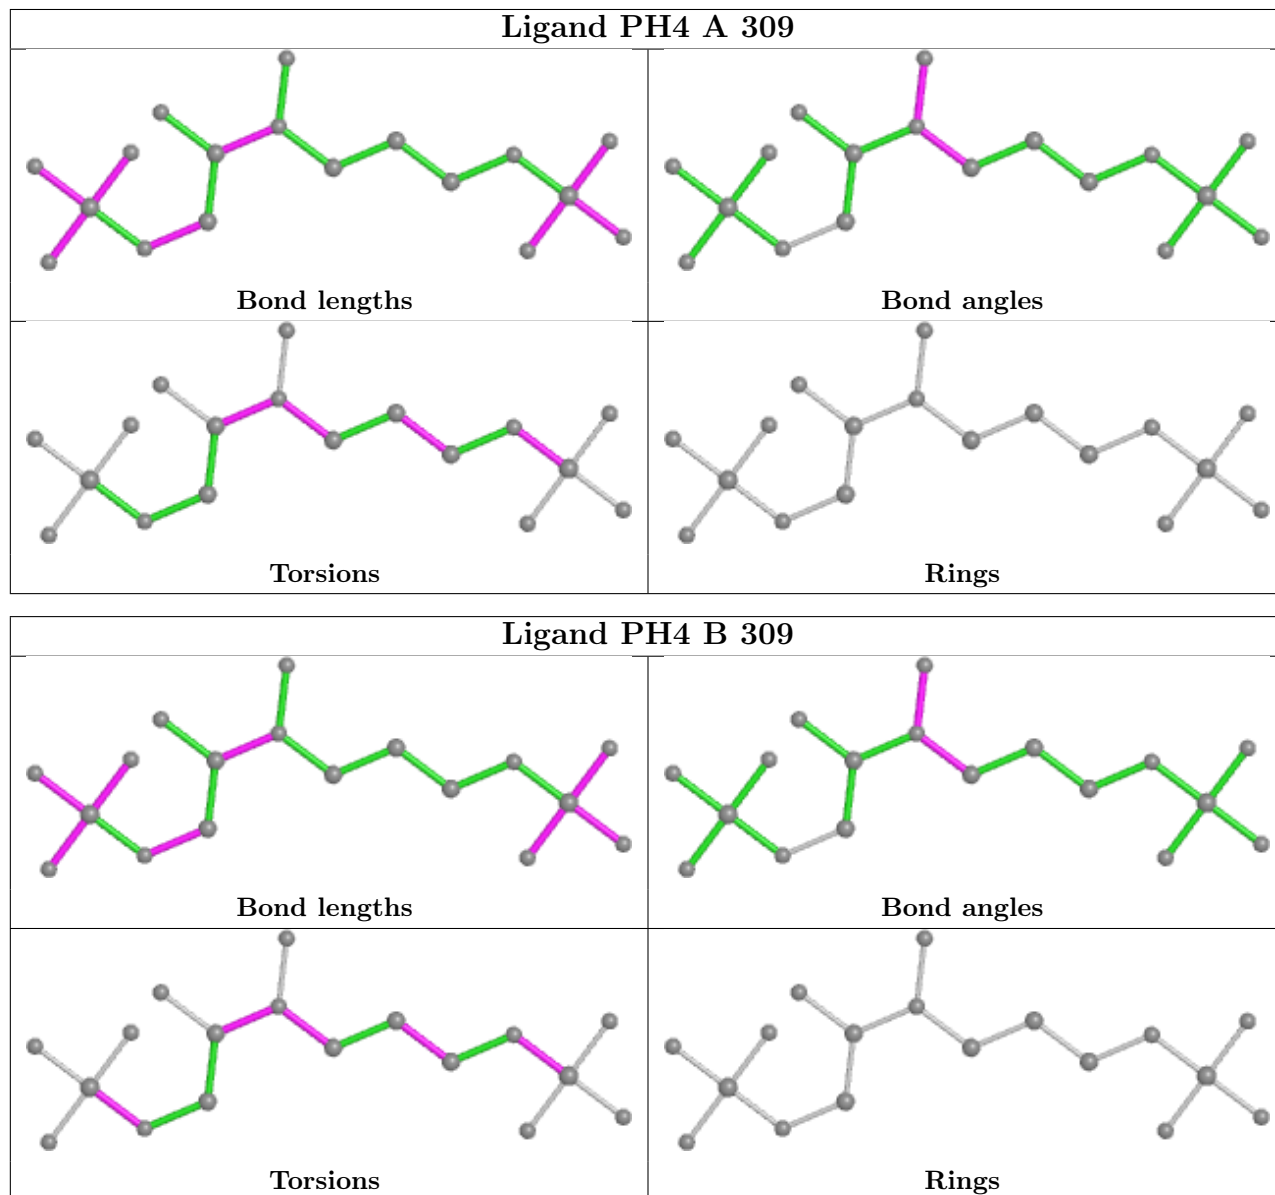 Ligand PH4 A 309
Bond lengths
Bond angles
Torsions
Rings
Ligand PH4 B 309
Bond lengths
Bond angles
Torsions
Rings